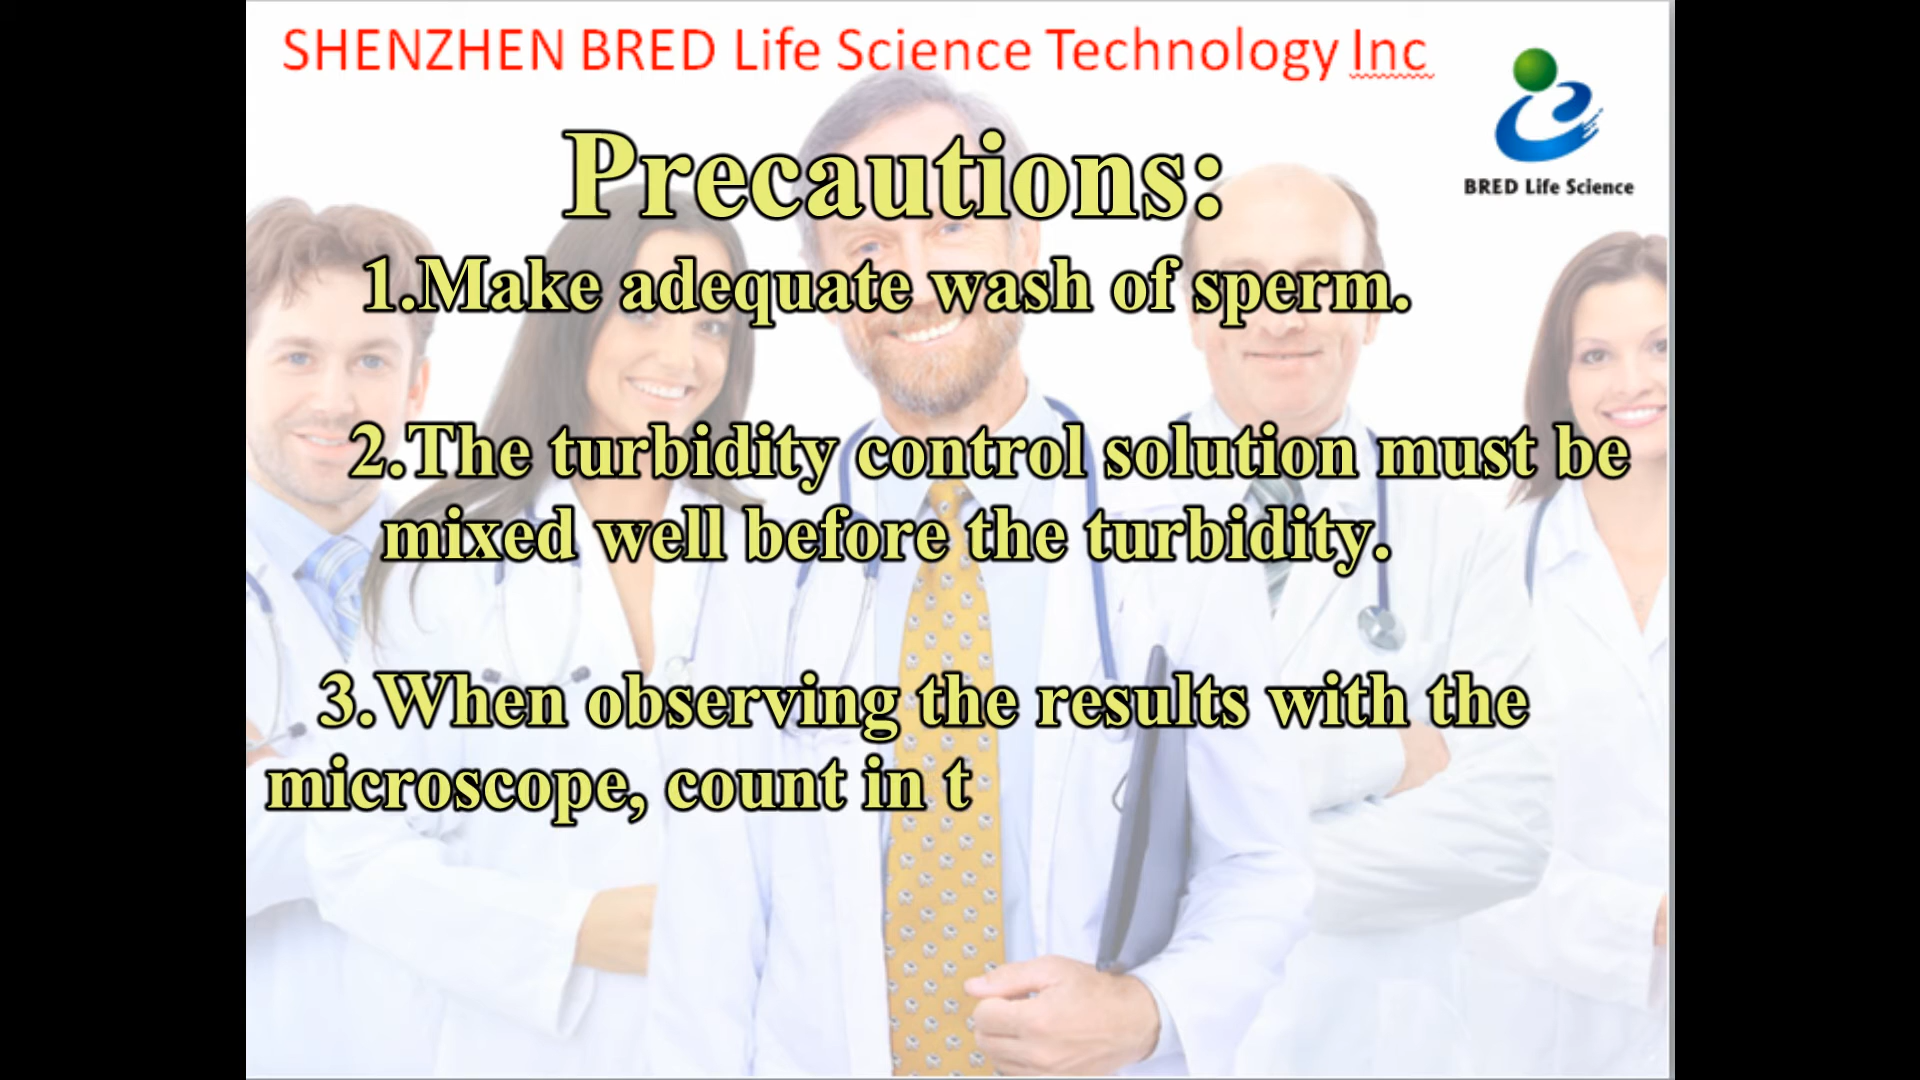 SHENZHEN BRED Life Science Technology Inc
BRED Life Science
Precautions:
1.Make adequate wash of sperm.
2.The turbidity control solution must be
mixed well before the turbidity.
3.When observing the results with the
microscope, count in t